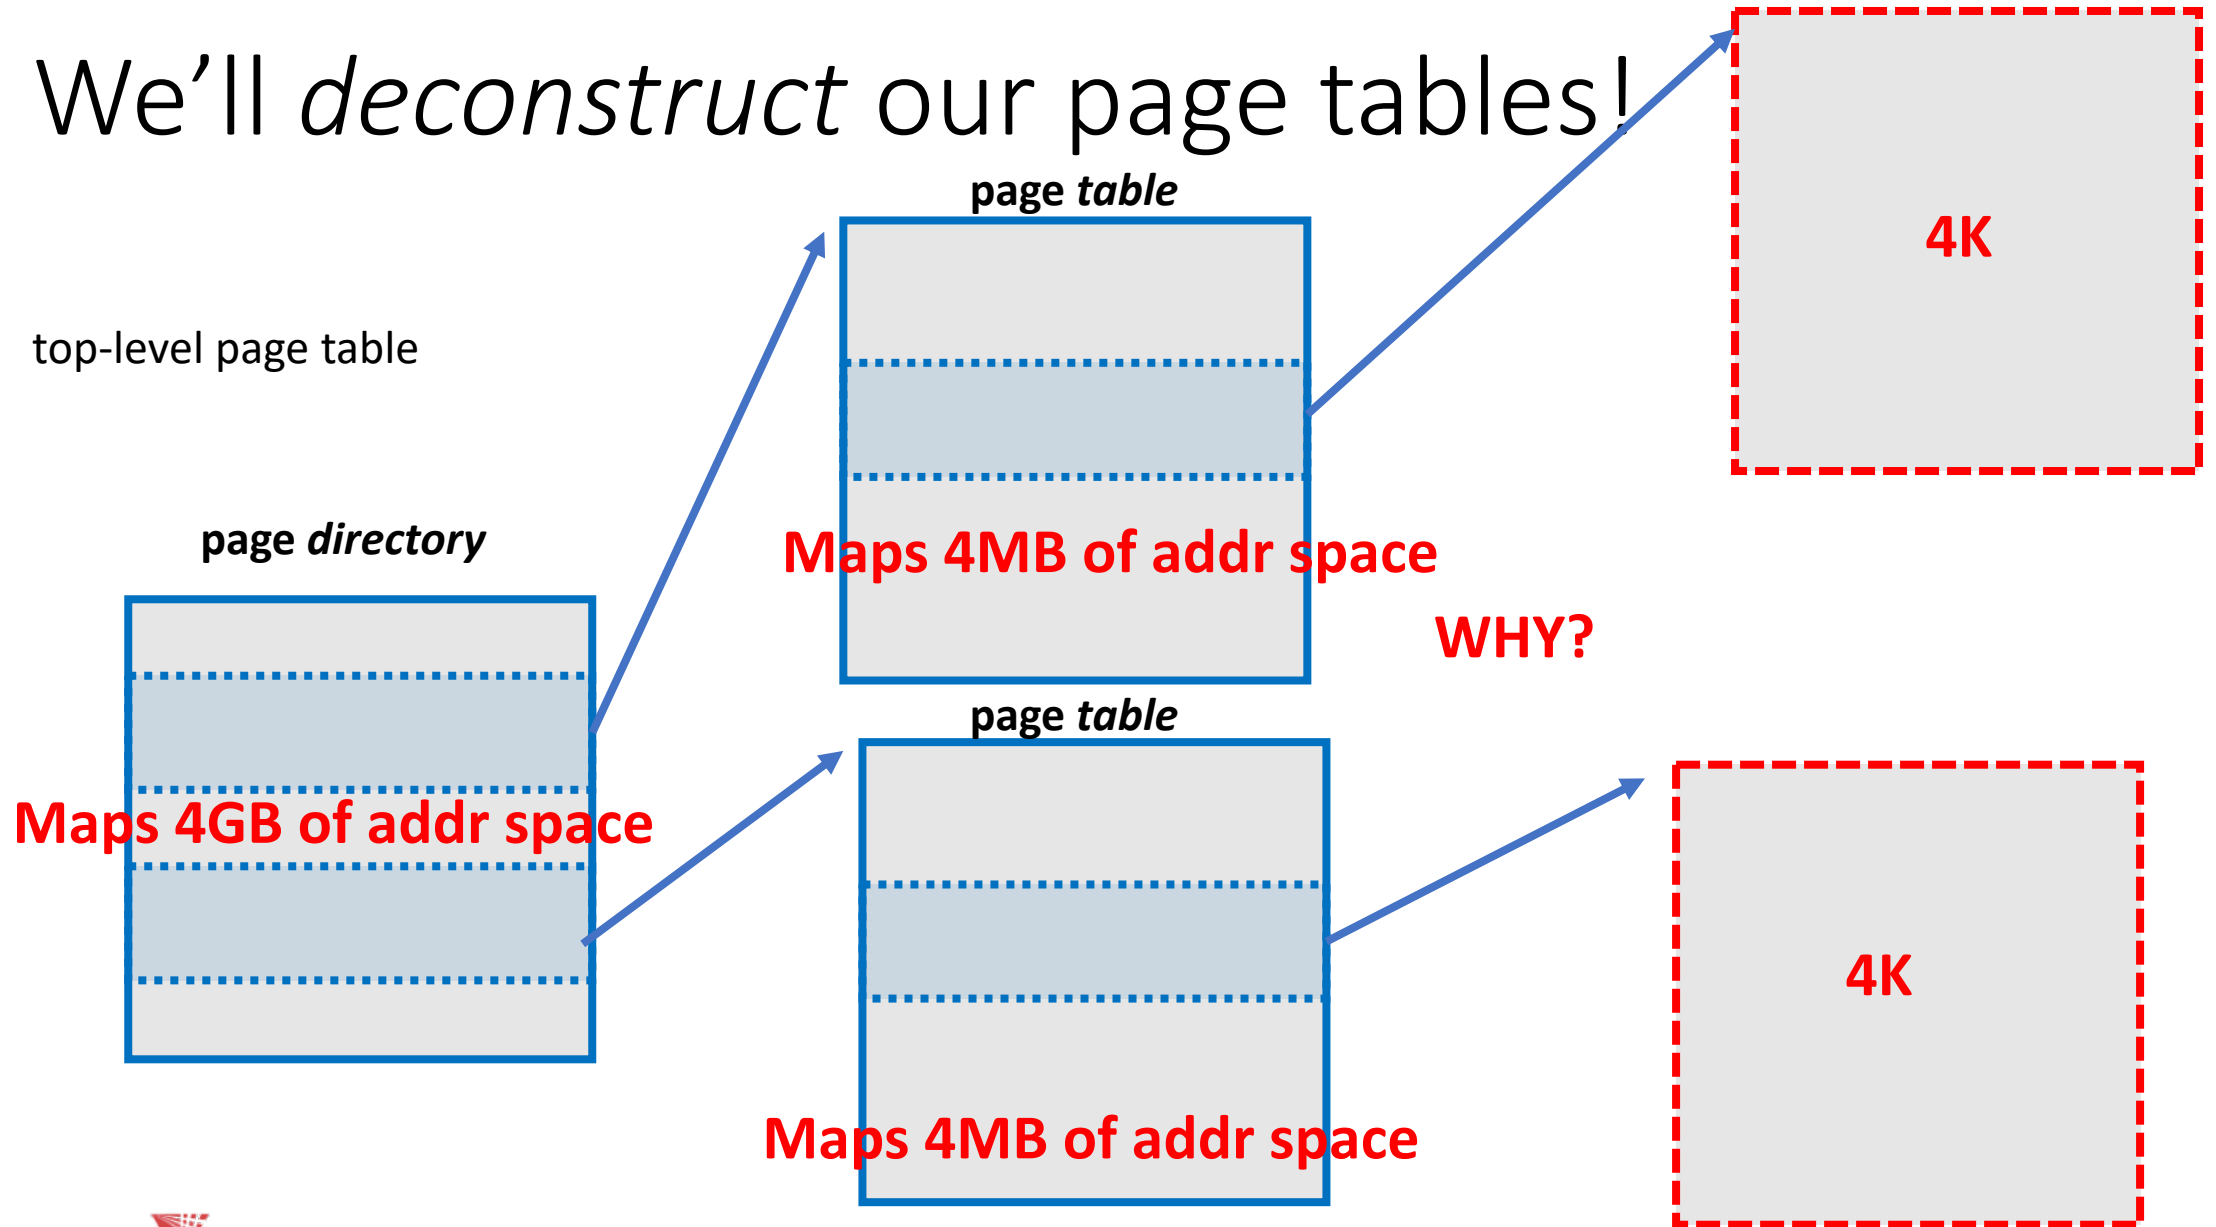 We’ll deconstruct our page tables!
page table
4K
top-level page table
page directory
Maps 4MB of addr space
WHY?
page table
Maps 4GB of addr space
4K
Maps 4MB of addr space